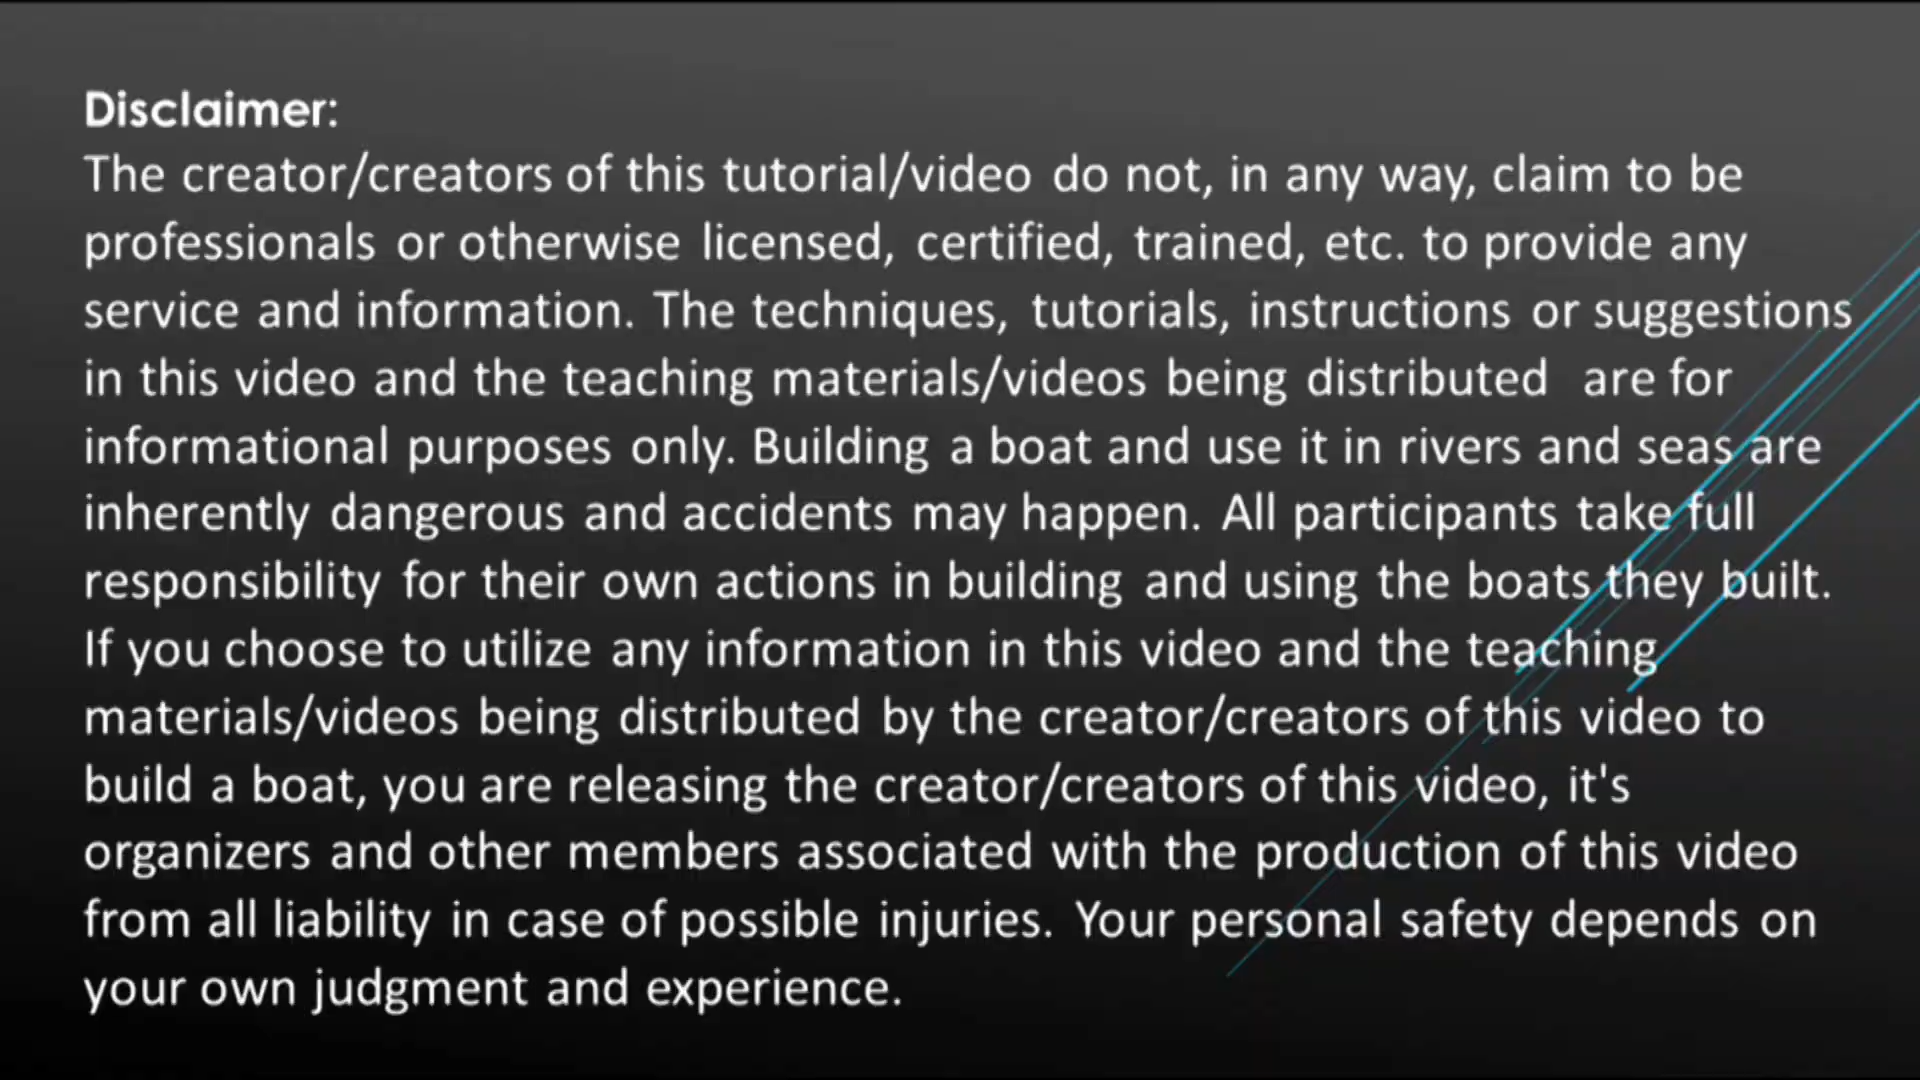 Disclaimer:
The creator/creators of this tutorial/video do not, in any way, claim to be
professionals or otherwise licensed, certified, trained, etc. to provide any
service and information. The techniques, tutorials, instructions or suggestions
in this video and the teaching materials/videos being distributed are for
informational purposes only. Building a boat and use it in rivers and seas are
inherently dangerous and accidents may happen. All participants take full
responsibility for their own actions in building and using the boats they built.
If you choose to utilize any information in this video and the teaching
materials/videos being distributed by the creator/creators of this video to
build a boat, you are releasing the creator/creators of this video, it's
organizers and other members associated with the production of this video
from all liability in case of possible injuries. Your personal safety depends on
your own judgment and experience.